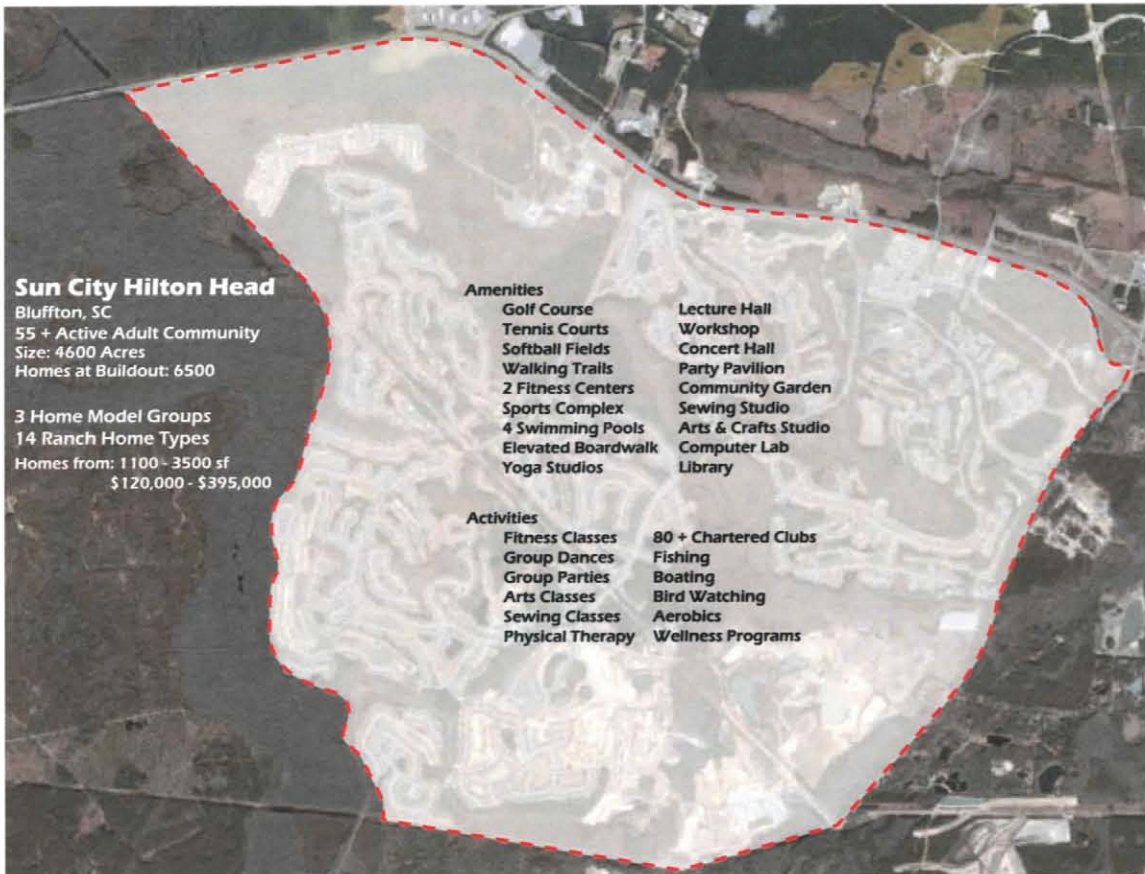 Sun City Hilton Head
Bluffton, SC
55 + Active Adult Community
Size: 4600 Acres
Homes at Buildout: 6500
3 Home Model Groups
14 Ranch Home Types
Homes from: 1100 - 3500 sf
$120,000 - $395,000
Amenities
Golf Course Lecture Hall
Tennis Courts Workshop
Softball Fields Concert Hall
Walking Trails Party Pavilion
2 Fitness Centers Community Garden
Sports Complex Sewing Studio
4 Swimming Pools Arts & Crafts Studio
Elevated Boardwalk Computer Lab
Yoga Studios Library
Activities
Fitness Classes 80 + Chartered Clubs
Group Dances Fishing
Group Parties Boating
Arts Classes Bird Watching
Sewing Classes Aerobics
Physical Therapy Wellness Programs